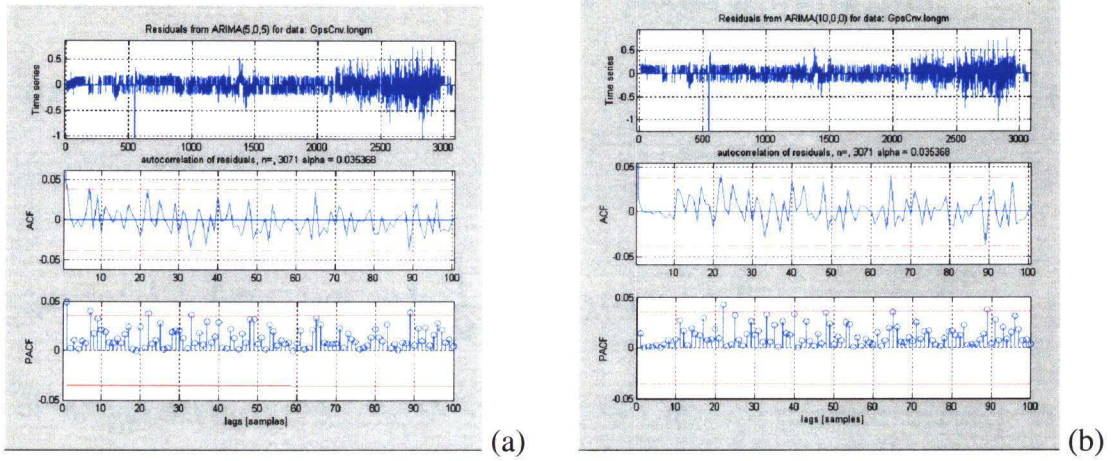 Residuals from ARIMA(5,0,5) for data: GpsCnv.longm
Time series
0.5
0
-0.5
-1
0 500 1000 1500 2000 2500 3000
autocorrelation of residuals, n=, 3071 alpha = 0.035368
ACF
0.05
0
-0.05
10 20 30 40 50 60 70 80 90 100
PACF
0.05
0
-0.05
0 10 20 30 40 50 60 70 80 90 100
lags [samples]
(a)
Residuals from ARIMA(10,0,0) for data: GpsCnv.longm
Time series
0.5
0
-0.5
-1
0 500 1000 1500 2000 2500 3000
autocorrelation of residuals, n=, 3071 alpha = 0.035368
ACF
0.05
0
-0.05
10 20 30 40 50 60 70 80 90 100
PACF
0.05
0
-0.05
0 10 20 30 40 50 60 70 80 90 100
lags [samples]
(b)